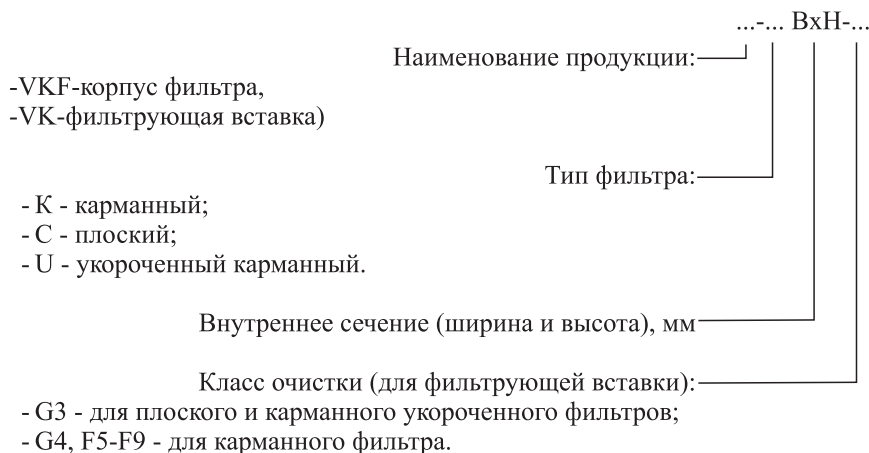 ...-... ВхН-...
Наименование продукции:
-VKF-корпус фильтра,
-VK-фильтрующая вставка)
Тип фильтра:
- К - карманный;
- С - плоский;
- U - укороченный карманный.
Внутреннее сечение (ширина и высота), мм
Класс очистки (для фильтрующей вставки):
- G3 - для плоского и карманного укороченного фильтров;
- G4, F5-F9 - для карманного фильтра.